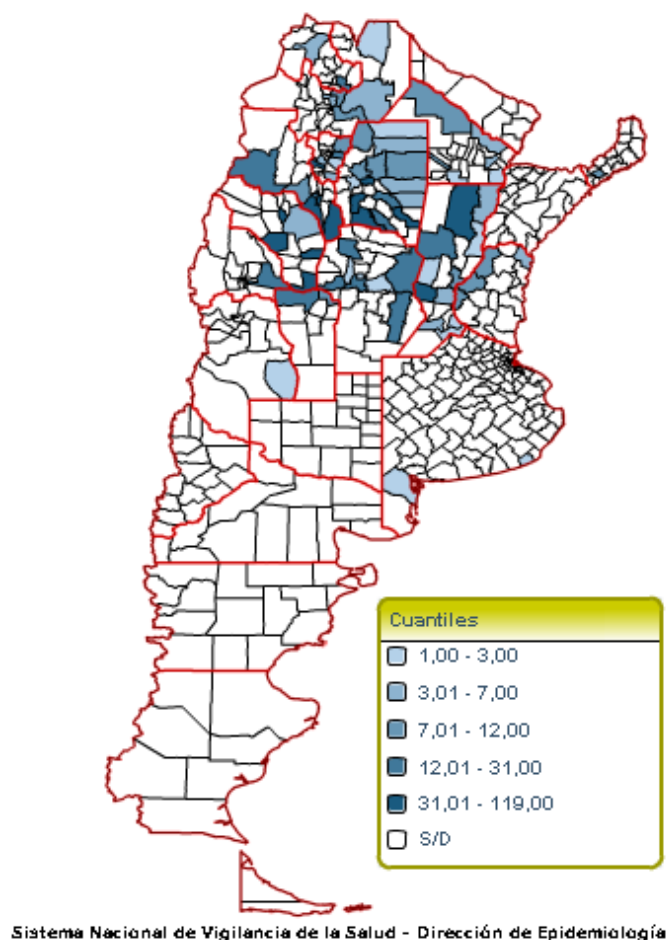 Cuantiles
1,00 - 3,00
3,01 - 7,00
7,01 - 12,00
12,01 - 31,00
31,01 - 119,00
S/D
Sistema Nacional de Vigilancia de la Salud - Dirección de Epidemiología